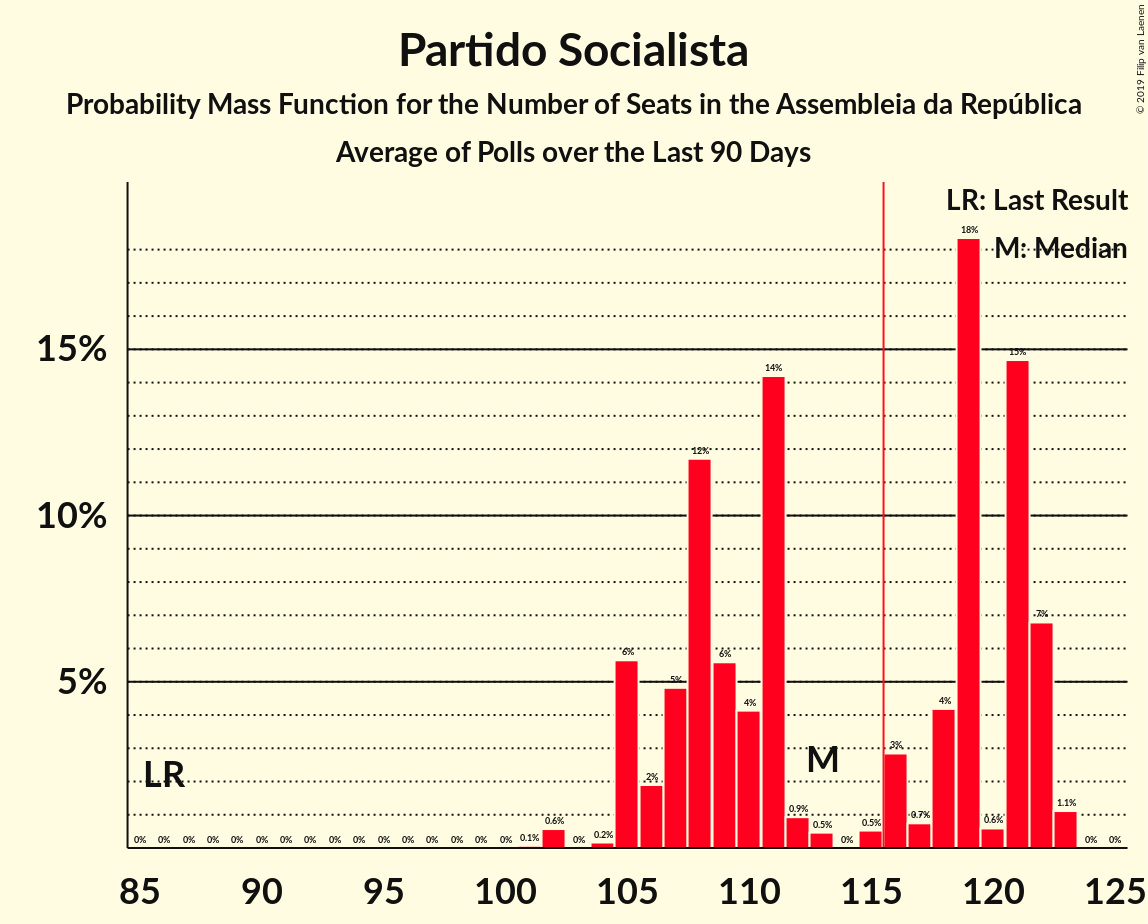 Partido Socialista
Probability Mass Function for the Number of Seats in the Assembleia da República
Average of Polls over the Last 90 Days
© 2019 Filip van Laenen
LR: Last Result
M: Median
15%
10%
5%
LR
M
0% 0% 0% 0% 0% 0% 0% 0% 0% 0% 0% 0% 0% 0% 0% 0% 0.1% 0.6% 0% 0.2% 6% 2% 5% 12% 6% 4% 14% 0.9% 0.5% 0% 0.5% 3% 0.7% 4% 18% 0.6% 15% 7% 1.1% 0% 0%
85 90 95 100 105 110 115 120 125